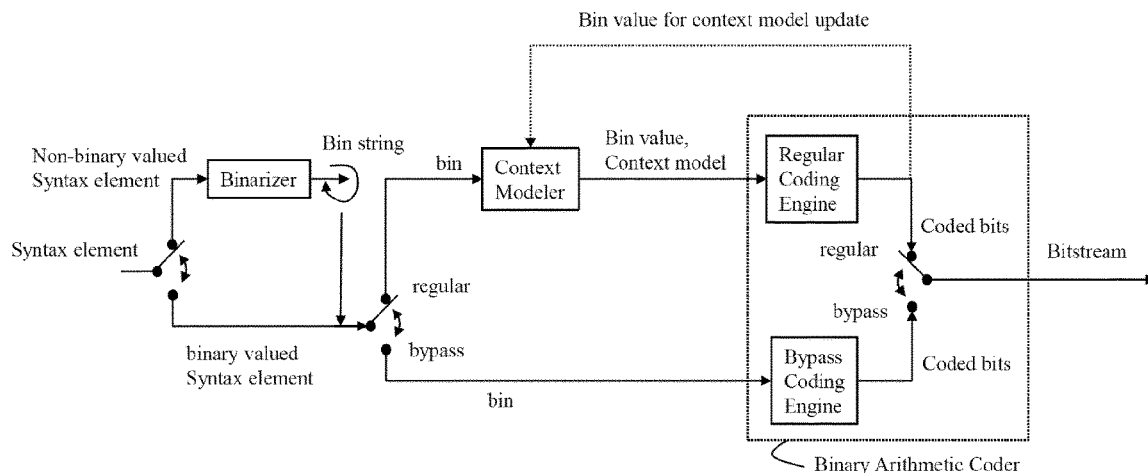 Bin value for context model update
Non-binary valued
Syntax element
Binarizer
Bin string
bin
Context
Modeler
Bin value,
Context model
Regular
Coding
Engine
Coded bits
Syntax element
regular
bypass
regular
bypass
Bitstream
binary valued
Syntax element
bin
Bypass
Coding
Engine
Coded bits
Binary Arithmetic Coder